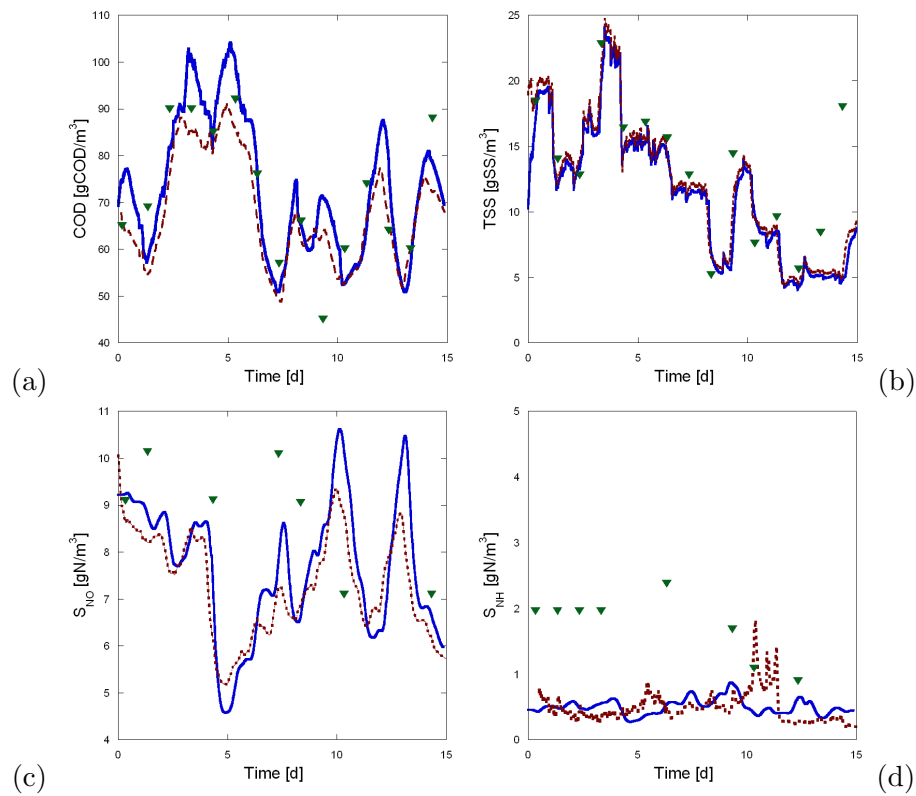 110
100
90
80
70
60
50
40
COD [gCOD/m³]
0 5 10 15
Time [d]
(a)
25
20
15
10
5
0
TSS [gSS/m³]
0 5 10 15
Time [d]
(b)
11
10
9
8
7
6
5
4
S_NO [gN/m³]
0 5 10 15
Time [d]
(c)
5
4
3
2
1
0
S_NH [gN/m³]
0 5 10 15
Time [d]
(d)